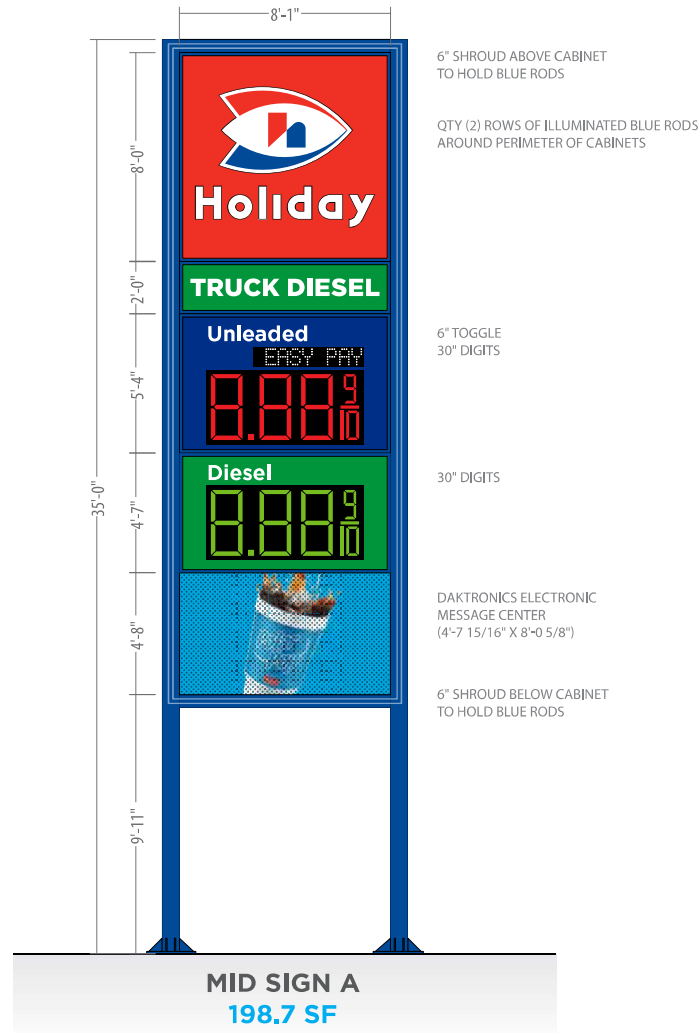 8'-1"
6" SHROUD ABOVE CABINET
TO HOLD BLUE RODS
QTY (2) ROWS OF ILLUMINATED BLUE RODS
AROUND PERIMETER OF CABINETS
8'-0"
Holiday
2'-0"
TRUCK DIESEL
Unleaded
EASY PAY
8.88 9/10
6" TOGGLE
30" DIGITS
5'-4"
35'-0"
Diesel
8.88 9/10
30" DIGITS
4'-7"
4'-8"
DAKTRONICS ELECTRONIC
MESSAGE CENTER
(4'-7 15/16" X 8'-0 5/8")
6" SHROUD BELOW CABINET
TO HOLD BLUE RODS
9'-11"
MID SIGN A
198.7 SF